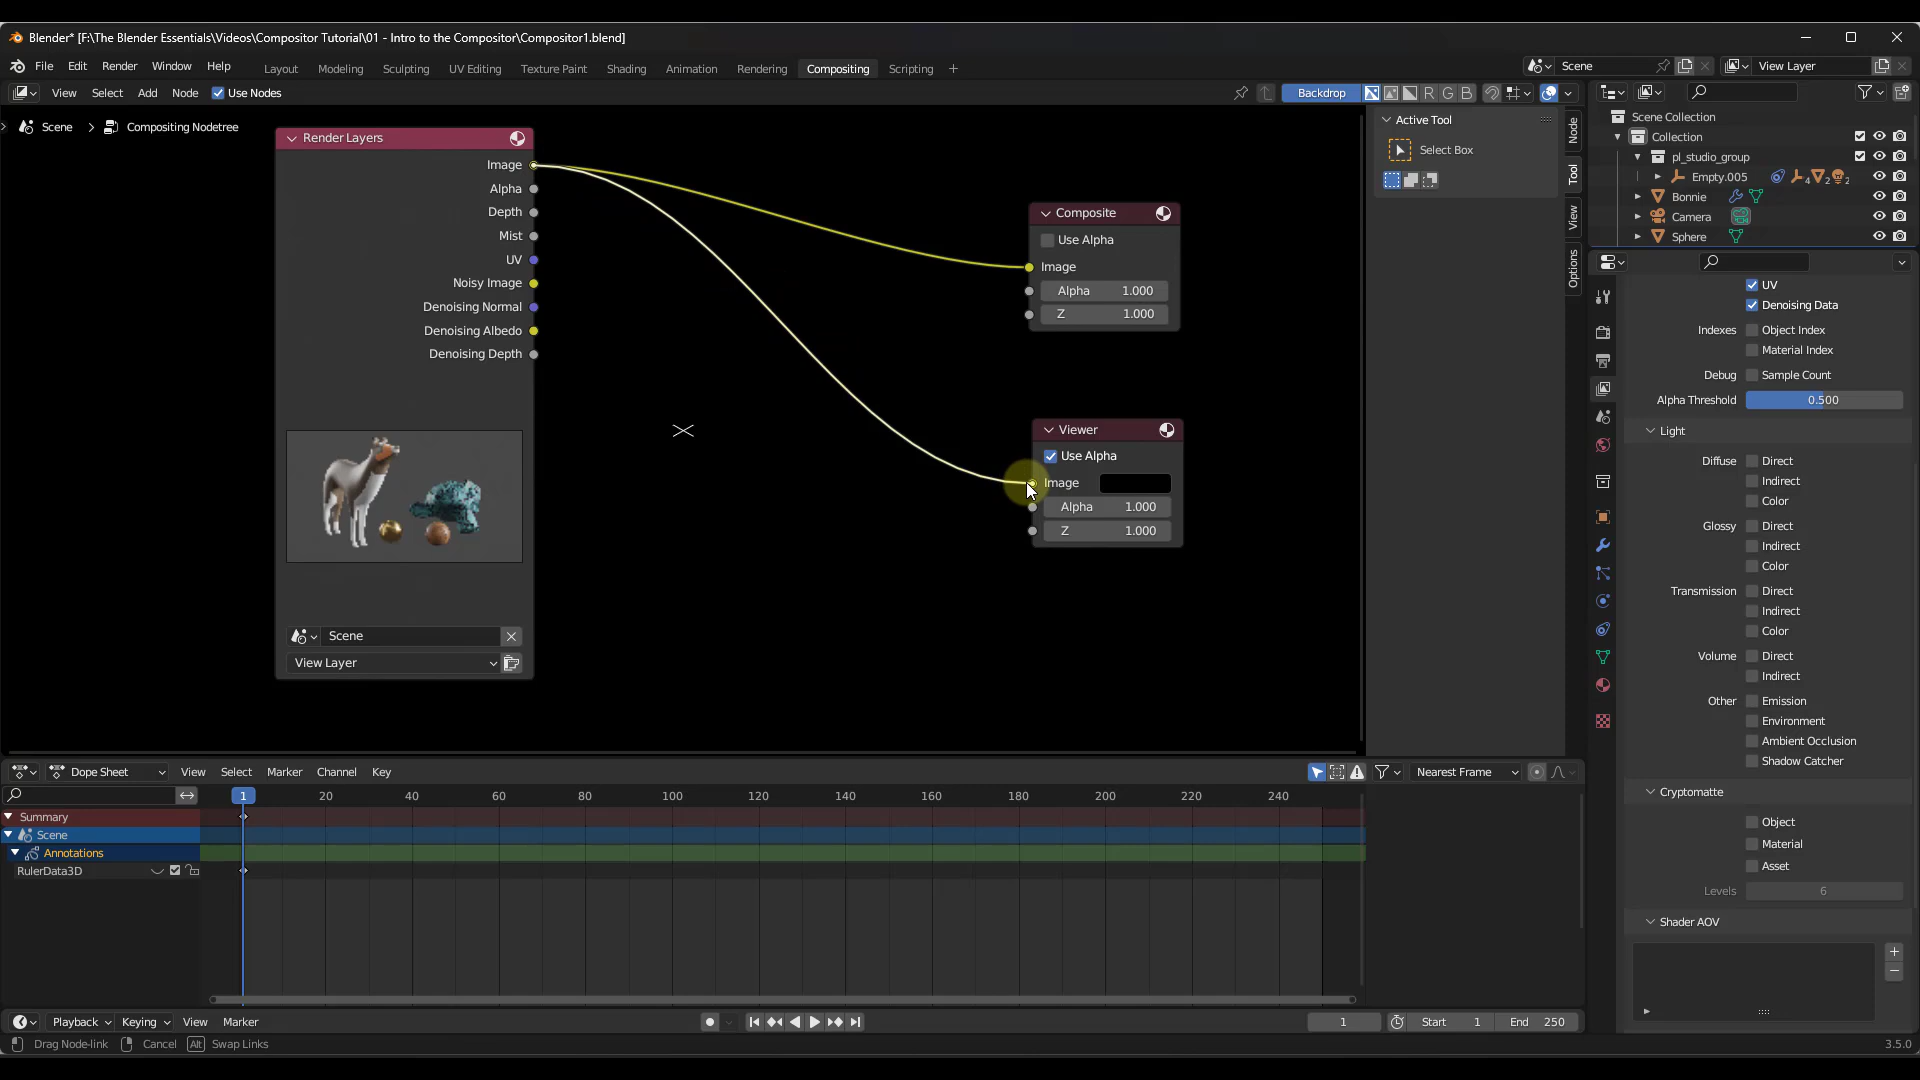 Blender* [F:\The Blender Essentials\Videos\Compositor Tutorial\01 - Intro to the Compositor\Compositor1.blend]
File Edit Render Window Help Layout Modeling Sculpting UV Editing Texture Paint Shading Animation Rendering Compositing Scripting + Scene View Layer
View Select Add Node Use Nodes Backdrop R G B
Scene > Compositing Nodetree
Render Layers
Image
Alpha
Depth
Mist
UV
Noisy Image
Denoising Normal
Denoising Albedo
Denoising Depth
Scene
View Layer
Composite
Use Alpha
Image
Alpha 1.000
Z 1.000
Viewer
Use Alpha
Image
Alpha 1.000
Z 1.000
Active Tool
Select Box
Node
Tool
View
Options
Scene Collection
Collection
pl_studio_group
Empty.005 4 2 2
Bonnie
Camera
Sphere
UV
Denoising Data
Indexes Object Index
Material Index
Debug Sample Count
Alpha Threshold 0.500
Light
Diffuse Direct
Indirect
Color
Glossy Direct
Indirect
Color
Transmission Direct
Indirect
Color
Volume Direct
Indirect
Other Emission
Environment
Ambient Occlusion
Shadow Catcher
Cryptomatte
Object
Material
Asset
Levels 6
Shader AOV
Dope Sheet View Select Marker Channel Key Nearest Frame
1 20 40 60 80 100 120 140 160 180 200 220 240
Summary
Scene
Annotations
RulerData3D
Playback Keying View Marker 1 Start 1 End 250
Drag Node-link Cancel Alt Swap Links 3.5.0